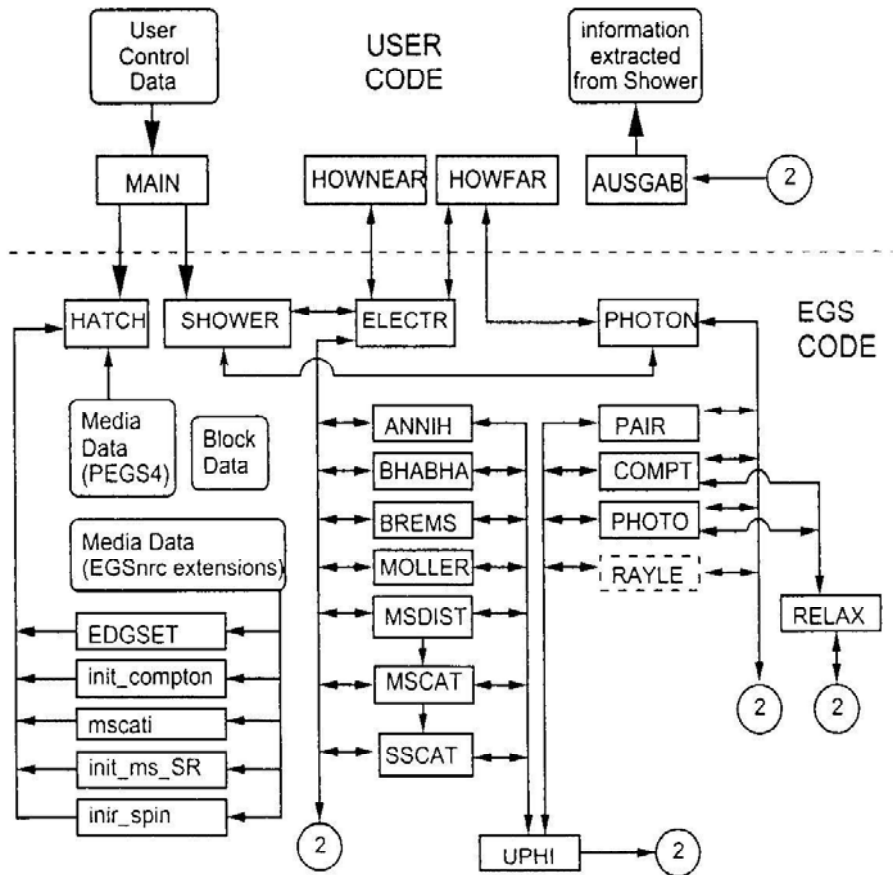 User
Control
Data
USER
CODE
information
extracted
from Shower
MAIN
HOWNEAR
HOWFAR
AUSGAB
2
HATCH
SHOWER
ELECTR
PHOTON
EGS
CODE
Media
Data
(PEGS4)
Block
Data
ANNIH
BHABHA
BREMS
MOLLER
MSDIST
MSCAT
SSCAT
PAIR
COMPT
PHOTO
RAYLE
RELAX
Media Data
(EGSnrc extensions)
EDGSET
init_compton
mscati
init_ms_SR
inir_spin
2
2
2
UPHI
2